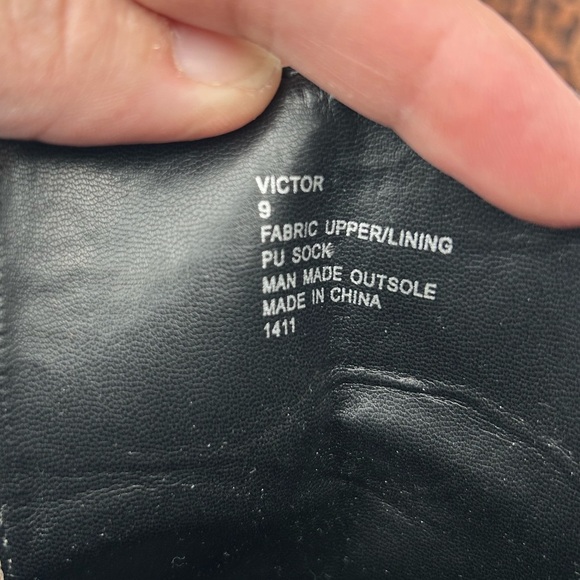 VICTOR
9
FABRIC UPPER/LINING
PU SOCK
MAN MADE OUTSOLE
MADE IN CHINA
1411